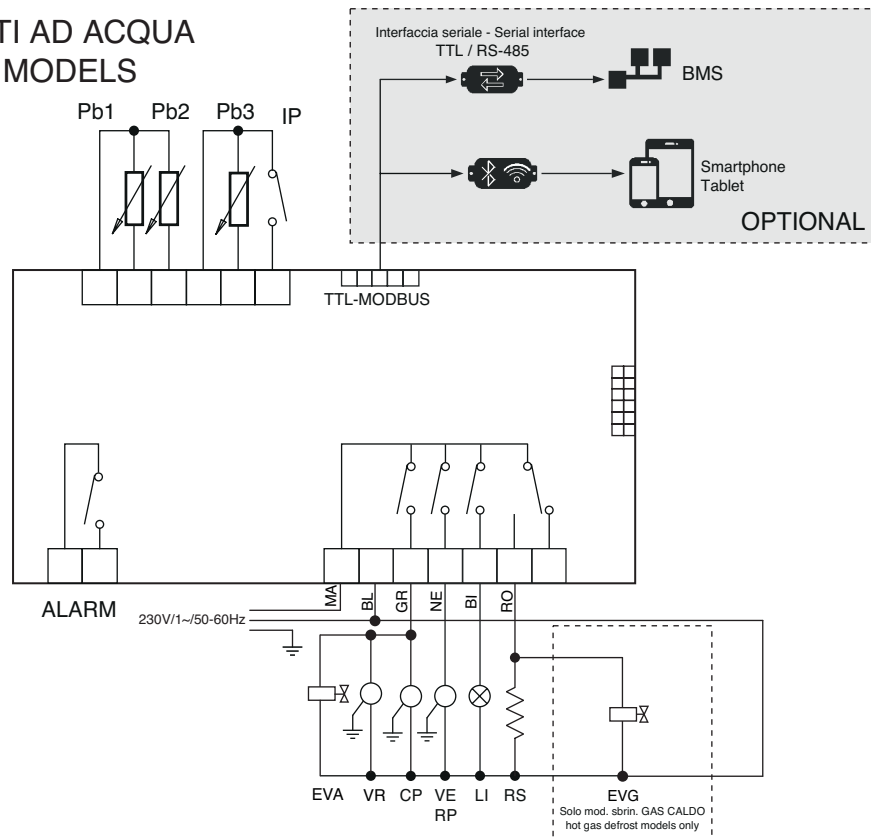 TI AD ACQUA
MODELS
Interfaccia seriale - Serial interface
TTL / RS-485
BMS
Smartphone
Tablet
OPTIONAL
Pb1 Pb2 Pb3 IP
TTL-MODBUS
ALARM
MA BL GR NE BI RO
230V/1~/50-60Hz
EVA VR CP VE LI RS EVG
RP
Solo mod. sbrin. GAS CALDO
hot gas defrost models only